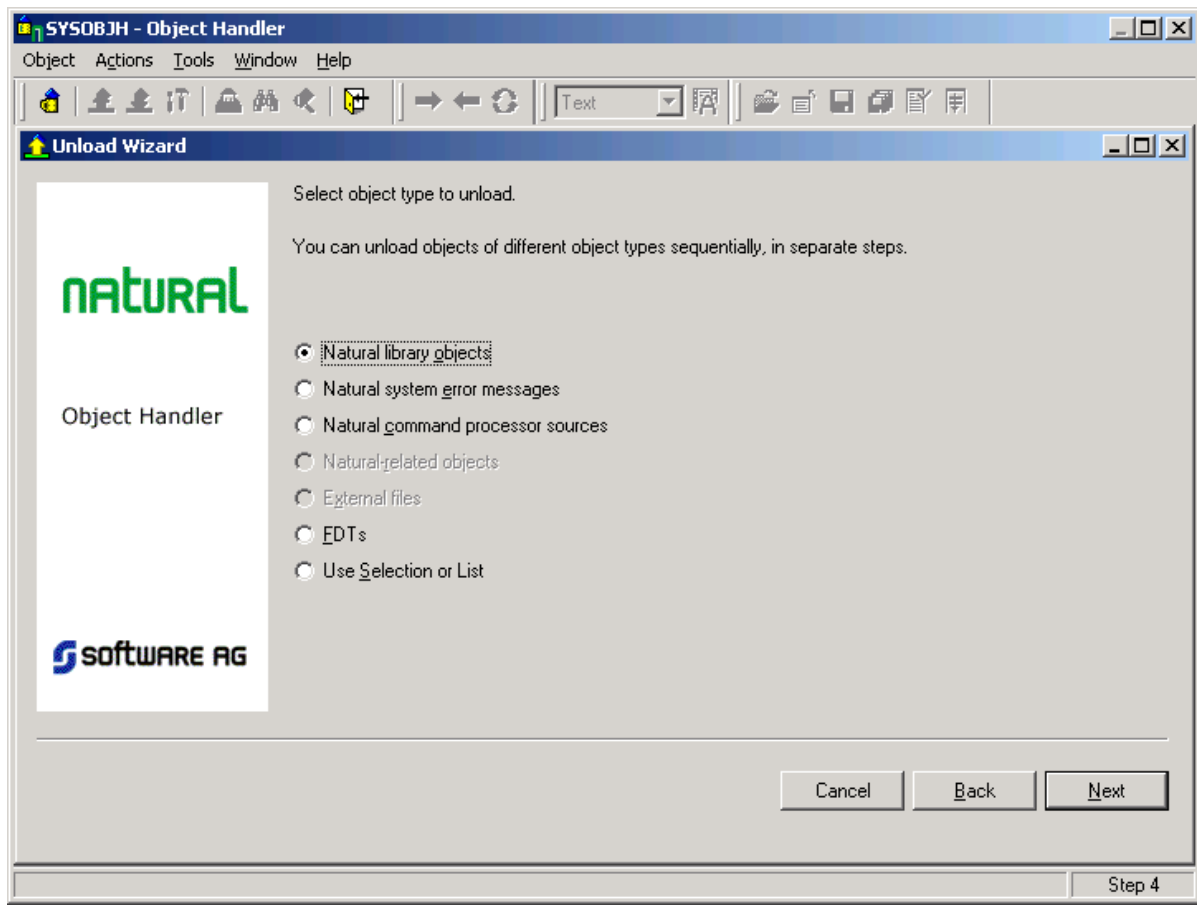 SYSOBJH - Object Handler
Object Actions Tools Window Help
Text
Unload Wizard
Select object type to unload.
You can unload objects of different object types sequentially, in separate steps.
natural
Natural library objects
Natural system error messages
Object Handler
Natural command processor sources
Natural-related objects
External files
FDTs
Use Selection or List
software AG
Cancel Back Next
Step 4